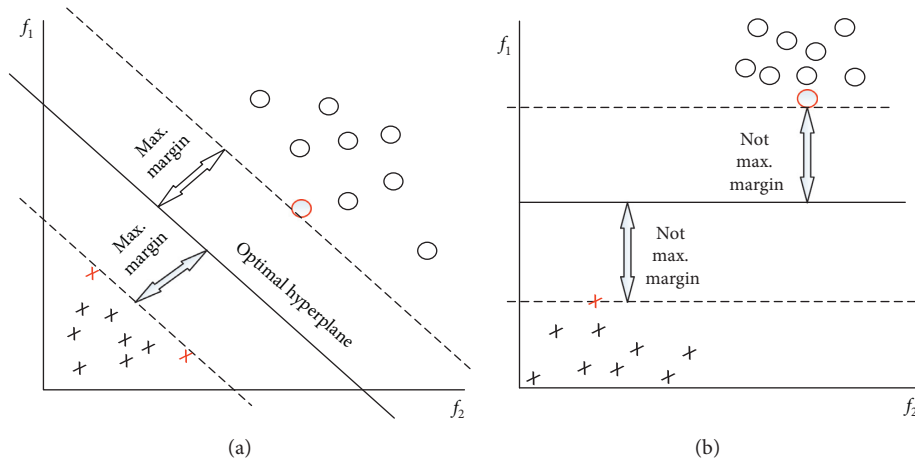 f1
Max.
margin
Max.
margin
Optimal hyperplane
f2
(a)
f1
Not
max.
margin
Not
max.
margin
f2
(b)